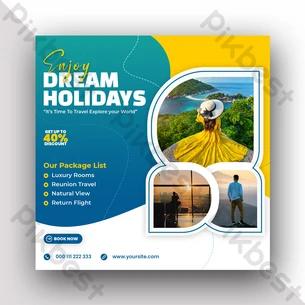 Enjoy
DREAM
HOLIDAYS
"It's Time To Travel Explore your World"
GET UP TO
40%
DISCOUNT
Our Package List
Luxury Rooms
Reunion Travel
Natural View
Return Flight
BOOK NOW
000 111 222 333
www.yoursite.com
Pikbest